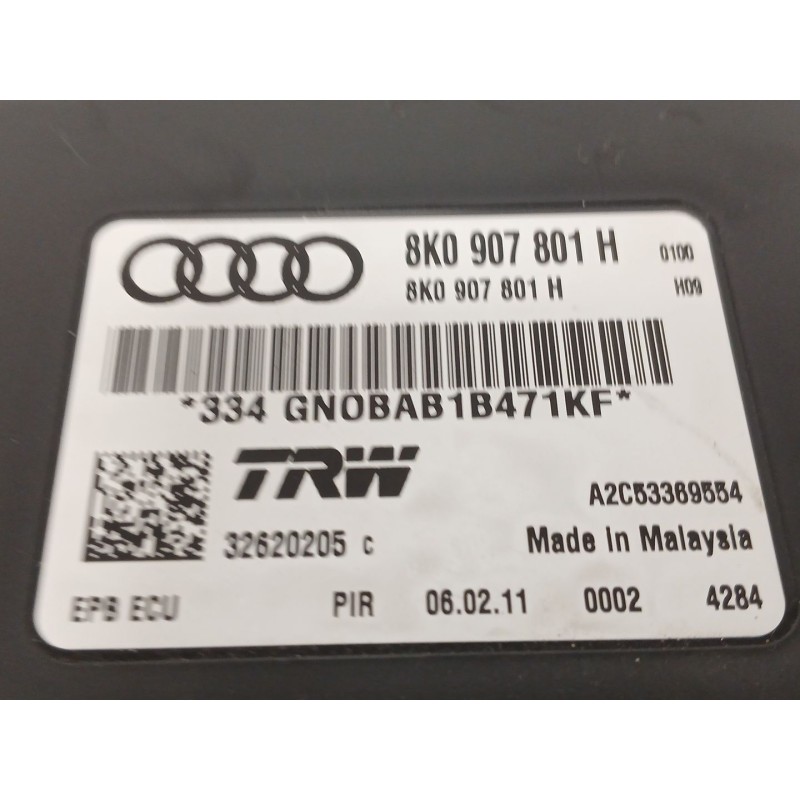 8K0 907 801 H 0100
8K0 907 801 H H09
*334 GN0BAB1B471KF*
TRW
A2C53369554
32620205 C Made in Malaysia
EPB ECU PIR 06.02.11 0002 4284